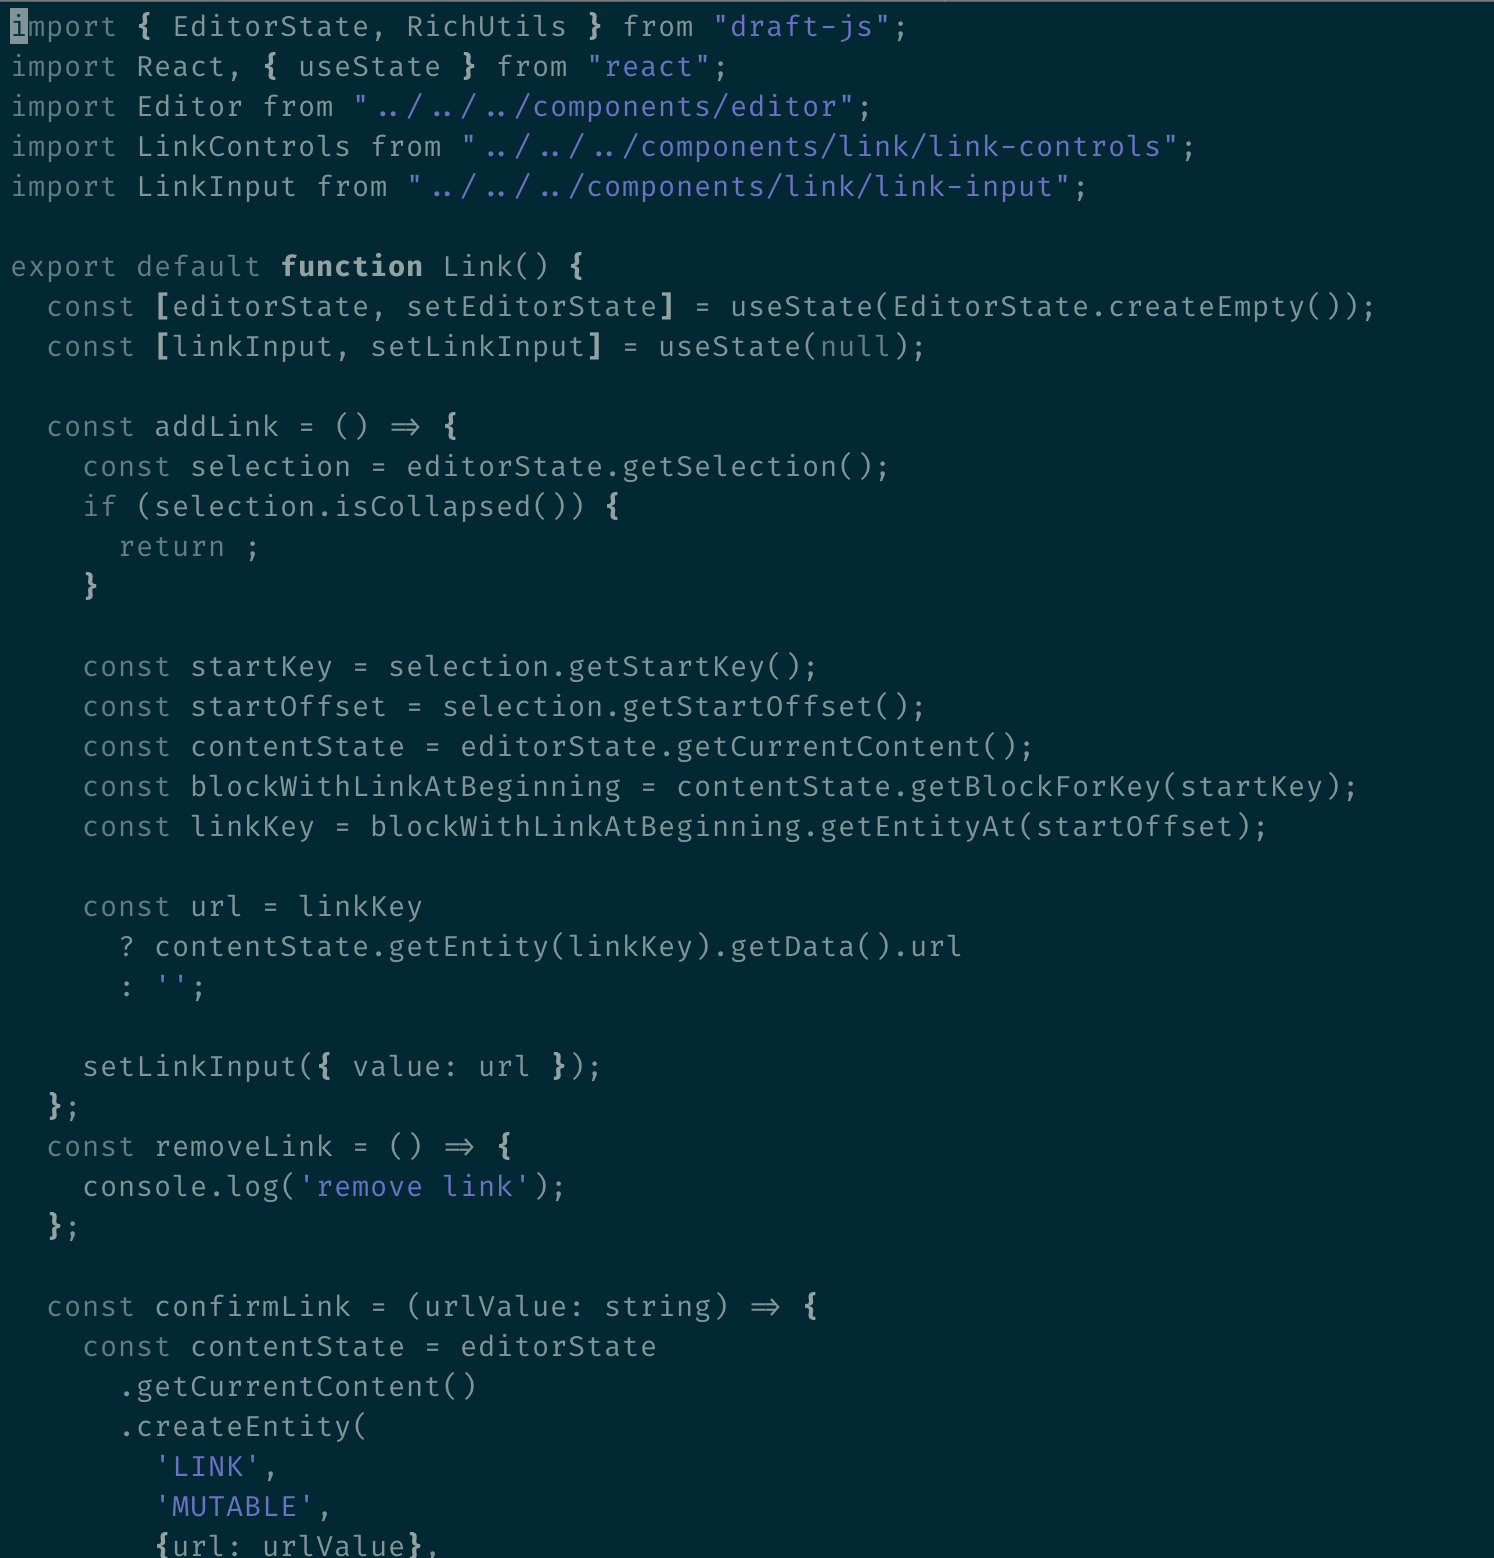 import { EditorState, RichUtils } from "draft-js";
import React, { useState } from "react";
import Editor from "../../../components/editor";
import LinkControls from "../../../components/link/link-controls";
import LinkInput from "../../../components/link/link-input";

export default function Link() {
  const [editorState, setEditorState] = useState(EditorState.createEmpty());
  const [linkInput, setLinkInput] = useState(null);

  const addLink = () => {
    const selection = editorState.getSelection();
    if (selection.isCollapsed()) {
      return ;
    }

    const startKey = selection.getStartKey();
    const startOffset = selection.getStartOffset();
    const contentState = editorState.getCurrentContent();
    const blockWithLinkAtBeginning = contentState.getBlockForKey(startKey);
    const linkKey = blockWithLinkAtBeginning.getEntityAt(startOffset);

    const url = linkKey
      ? contentState.getEntity(linkKey).getData().url
      : '';

    setLinkInput({ value: url });
  };
  const removeLink = () => {
    console.log('remove link');
  };

  const confirmLink = (urlValue: string) => {
    const contentState = editorState
      .getCurrentContent()
      .createEntity(
        'LINK',
        'MUTABLE',
        {url: urlValue},